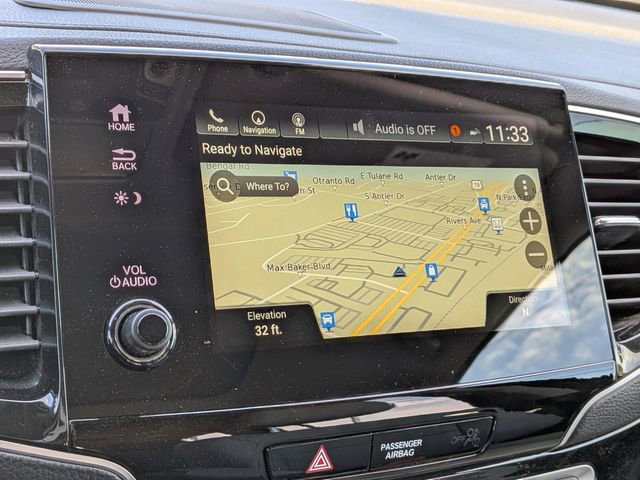 HOME
BACK
VOL
AUDIO
Phone
Navigation
FM
Audio is OFF
1
11:33
Ready to Navigate
Bengal Rd
Otranto Rd
E Tulane Rd
Antler Dr
Where To?
S Antler Dr
78
N Park
Rivers Ave
M
Max Baker Blvd
Elevation
32 ft.
Direction
N
PASSENGER
AIRBAG
OFF